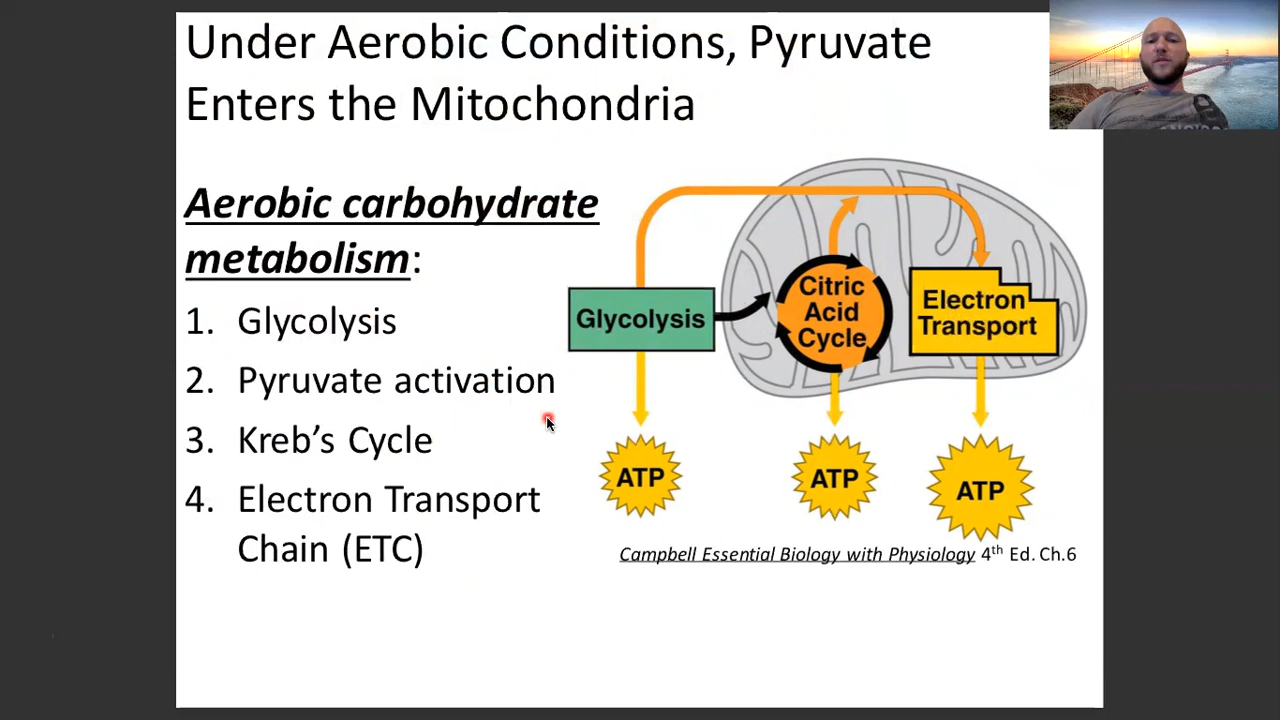 Under Aerobic Conditions, Pyruvate
Enters the Mitochondria
Aerobic carbohydrate
metabolism:
1. Glycolysis
2. Pyruvate activation
3. Kreb’s Cycle
4. Electron Transport
Chain (ETC)
Glycolysis
Citric
Acid
Cycle
Electron
Transport
ATP
ATP
ATP
Campbell Essential Biology with Physiology 4th Ed. Ch.6